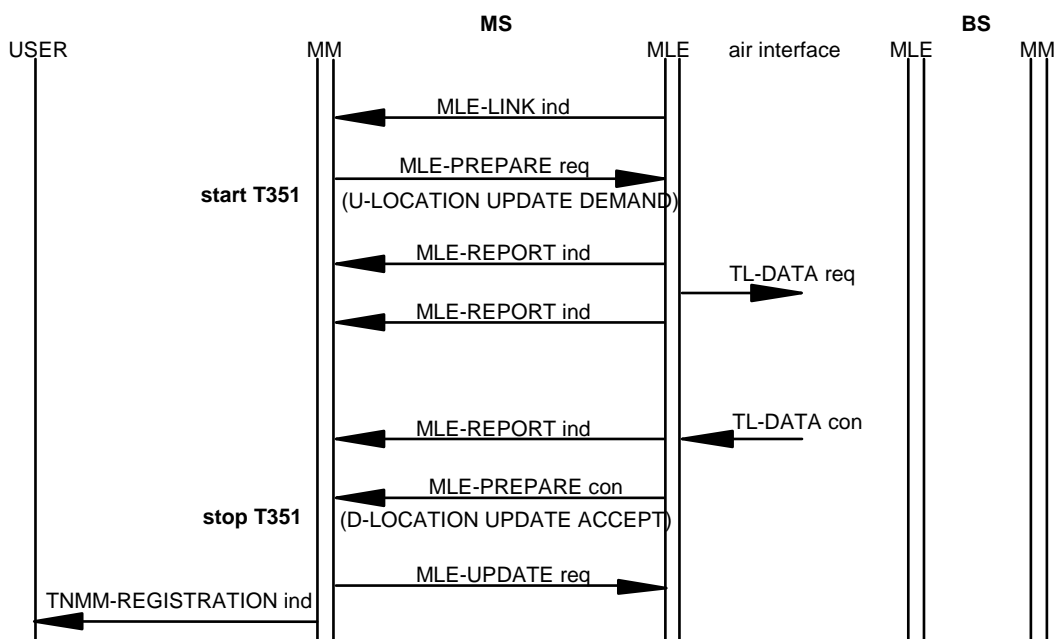 MS BS
USER MM MLE air interface MLE MM
MLE-LINK ind
MLE-PREPARE req
start T351
(U-LOCATION UPDATE DEMAND)
MLE-REPORT ind
TL-DATA req
MLE-REPORT ind
TL-DATA con
MLE-REPORT ind
MLE-PREPARE con
stop T351 (D-LOCATION UPDATE ACCEPT)
MLE-UPDATE req
TNMM-REGISTRATION ind